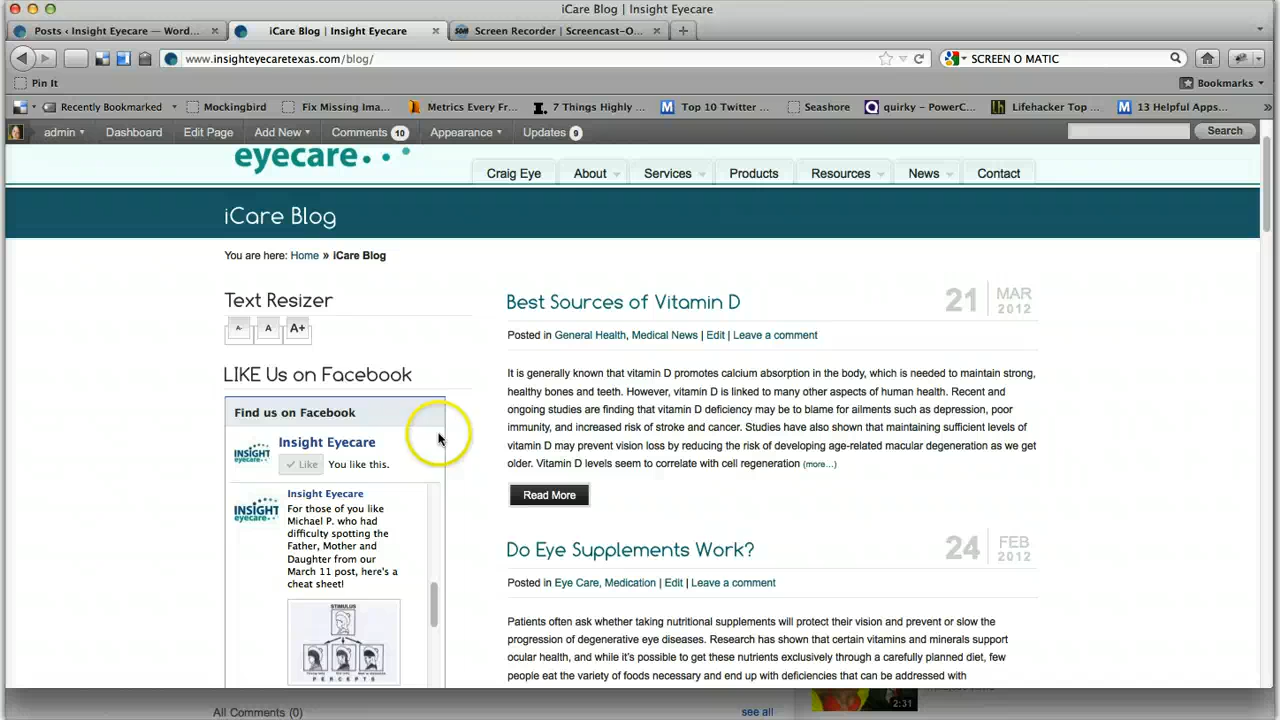 iCare Blog | Insight Eyecare
Posts ‹ Insight Eyecare — Word...
iCare Blog | Insight Eyecare
Screen Recorder | Screencast-O...
www.insighteyecaretexas.com/blog/
SCREEN O MATIC
Pin It
Bookmarks
Recently Bookmarked
Mockingbird
Fix Missing Ima...
Metrics Every Fr...
7 Things Highly ...
Top 10 Twitter ...
Seashore
quirky – PowerC...
Lifehacker Top ...
13 Helpful Apps...
admin
Dashboard
Edit Page
Add New
Comments 10
Appearance
Updates 9
Search
eyecare
Craig Eye
About
Services
Products
Resources
News
Contact
iCare Blog
You are here: Home » iCare Blog
Text Resizer
A-
A
A+
LIKE Us on Facebook
Find us on Facebook
Insight Eyecare
INSIGHT
eyecare
Like
You like this.
INSIGHT
eyecare
Insight Eyecare
For those of you like
Michael P. who had
difficulty spotting the
Father, Mother and
Daughter from our
March 11 post, here's a
cheat sheet!
STIMULUS
PERCEPTS
Best Sources of Vitamin D
21 MAR 2012
Posted in General Health, Medical News | Edit | Leave a comment
It is generally known that vitamin D promotes calcium absorption in the body, which is needed to maintain strong,
healthy bones and teeth. However, vitamin D is linked to many other aspects of human health. Recent and
ongoing studies are finding that vitamin D deficiency may be to blame for ailments such as depression, poor
immunity, and increased risk of stroke and cancer. Studies have also shown that maintaining sufficient levels of
vitamin D may prevent vision loss by reducing the risk of developing age-related macular degeneration as we get
older. Vitamin D levels seem to correlate with cell regeneration (more...)
Read More
Do Eye Supplements Work?
24 FEB 2012
Posted in Eye Care, Medication | Edit | Leave a comment
Patients often ask whether taking nutritional supplements will protect their vision and prevent or slow the
progression of degenerative eye diseases. Research has shown that certain vitamins and minerals support
ocular health, and while it's possible to get these nutrients exclusively through a carefully planned diet, few
people eat the variety of foods necessary and end up with deficiencies that can be addressed with
All Comments (0)
see all
2:31